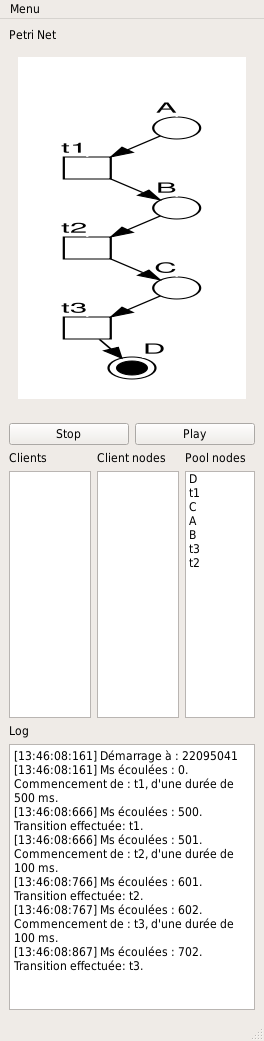 Menu
Petri Net
A
t1
B
t2
C
t3
D
Stop Play
Clients Client nodes Pool nodes
D
t1
C
A
B
t3
t2
Log
[13:46:08:161] Démarrage à : 22095041
[13:46:08:161] Ms écoulées : 0.
Commencement de : t1, d'une durée de
500 ms.
[13:46:08:666] Ms écoulées : 500.
Transition effectuée: t1.
[13:46:08:666] Ms écoulées : 501.
Commencement de : t2, d'une durée de
100 ms.
[13:46:08:766] Ms écoulées : 601.
Transition effectuée: t2.
[13:46:08:767] Ms écoulées : 602.
Commencement de : t3, d'une durée de
100 ms.
[13:46:08:867] Ms écoulées : 702.
Transition effectuée: t3.